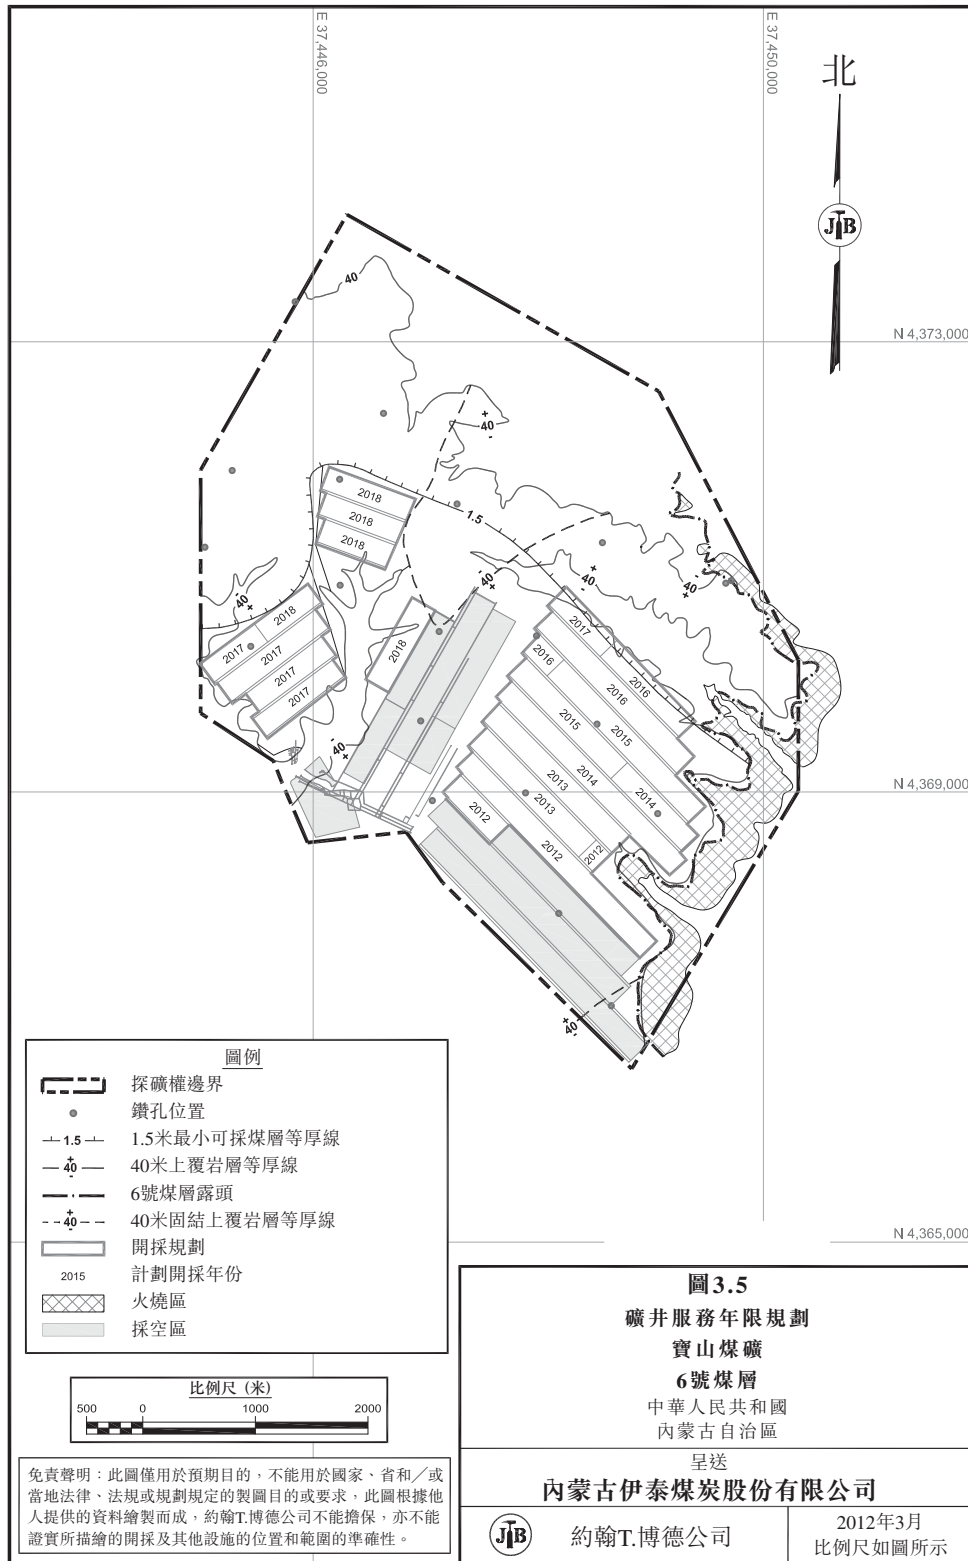 E 37,446,000
E 37,450,000
北
JTB
N 4,373,000
40
+
40
-
1.5
2018
2018
2018
-40+
40
+
-
40
+
-
40
+
2018
2017
2017
2017
2017
2018
2017
2016
2016
2016
2015
2015
2014
2013
2014
2013
2012
2012
2012
-
40
+
N 4,369,000
+
40
-
N 4,365,000
圖例
探礦權邊界
鑽孔位置
1.5 1.5米最小可採煤層等厚線
+
40 40米上覆岩層等厚線
-
6號煤層露頭
+
40 40米固結上覆岩層等厚線
-
開採規劃
2015 計劃開採年份
火燒區
採空區
比例尺 (米)
500 0 1000 2000
免責聲明：此圖僅用於預期目的，不能用於國家、省和／或
當地法律、法規或規劃規定的製圖目的或要求，此圖根據他
人提供的資料繪製而成，約翰T.博德公司不能擔保，亦不能
證實所描繪的開採及其他設施的位置和範圍的準確性。
圖3.5
礦井服務年限規劃
寶山煤礦
6號煤層
中華人民共和國
內蒙古自治區
呈送
內蒙古伊泰煤炭股份有限公司
JTB 約翰T.博德公司
2012年3月
比例尺如圖所示